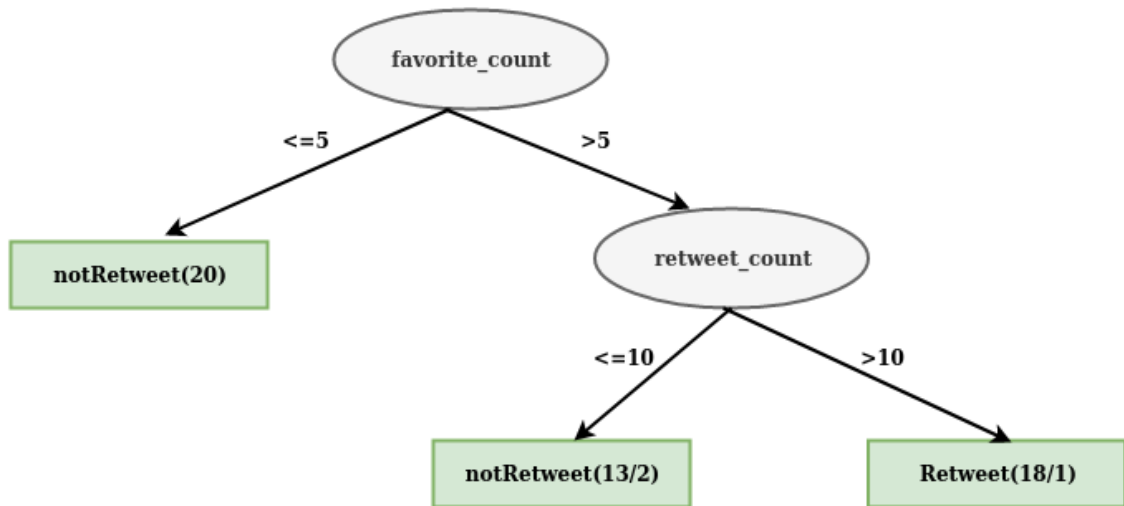 favorite_count
<=5
>5
notRetweet(20)
retweet_count
<=10
>10
notRetweet(13/2)
Retweet(18/1)